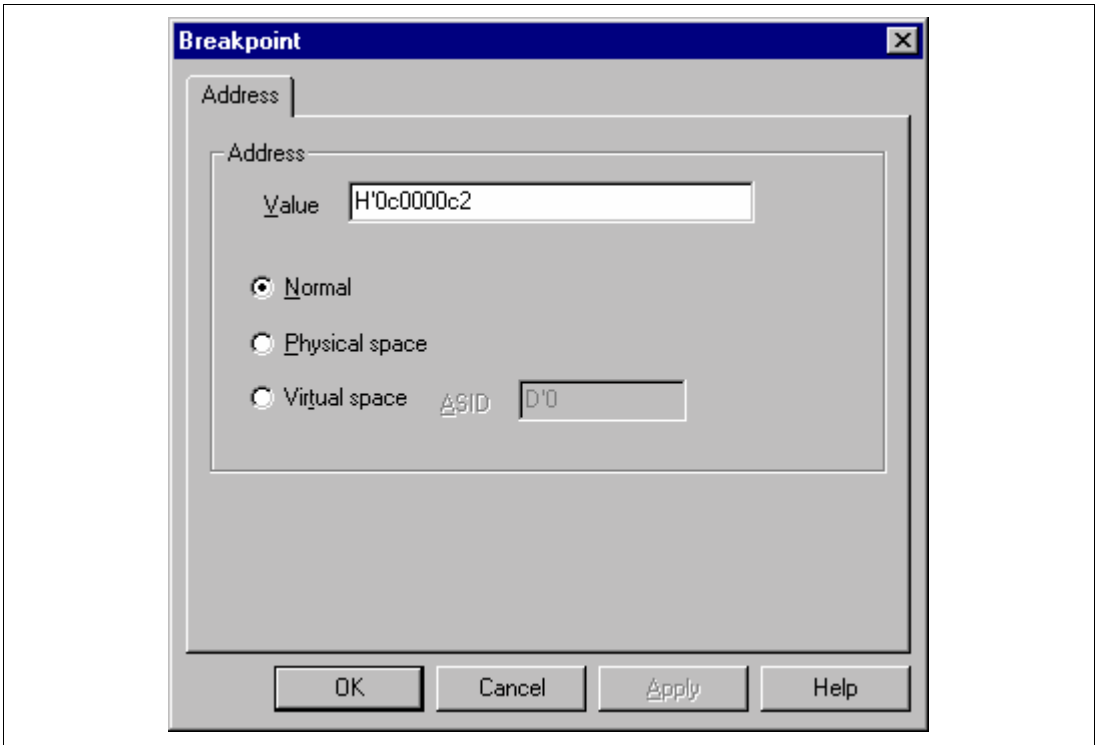 Breakpoint
Address
Address
Value H'0c0000c2
Normal
Physical space
Virtual space ASID D'0
OK Cancel Apply Help